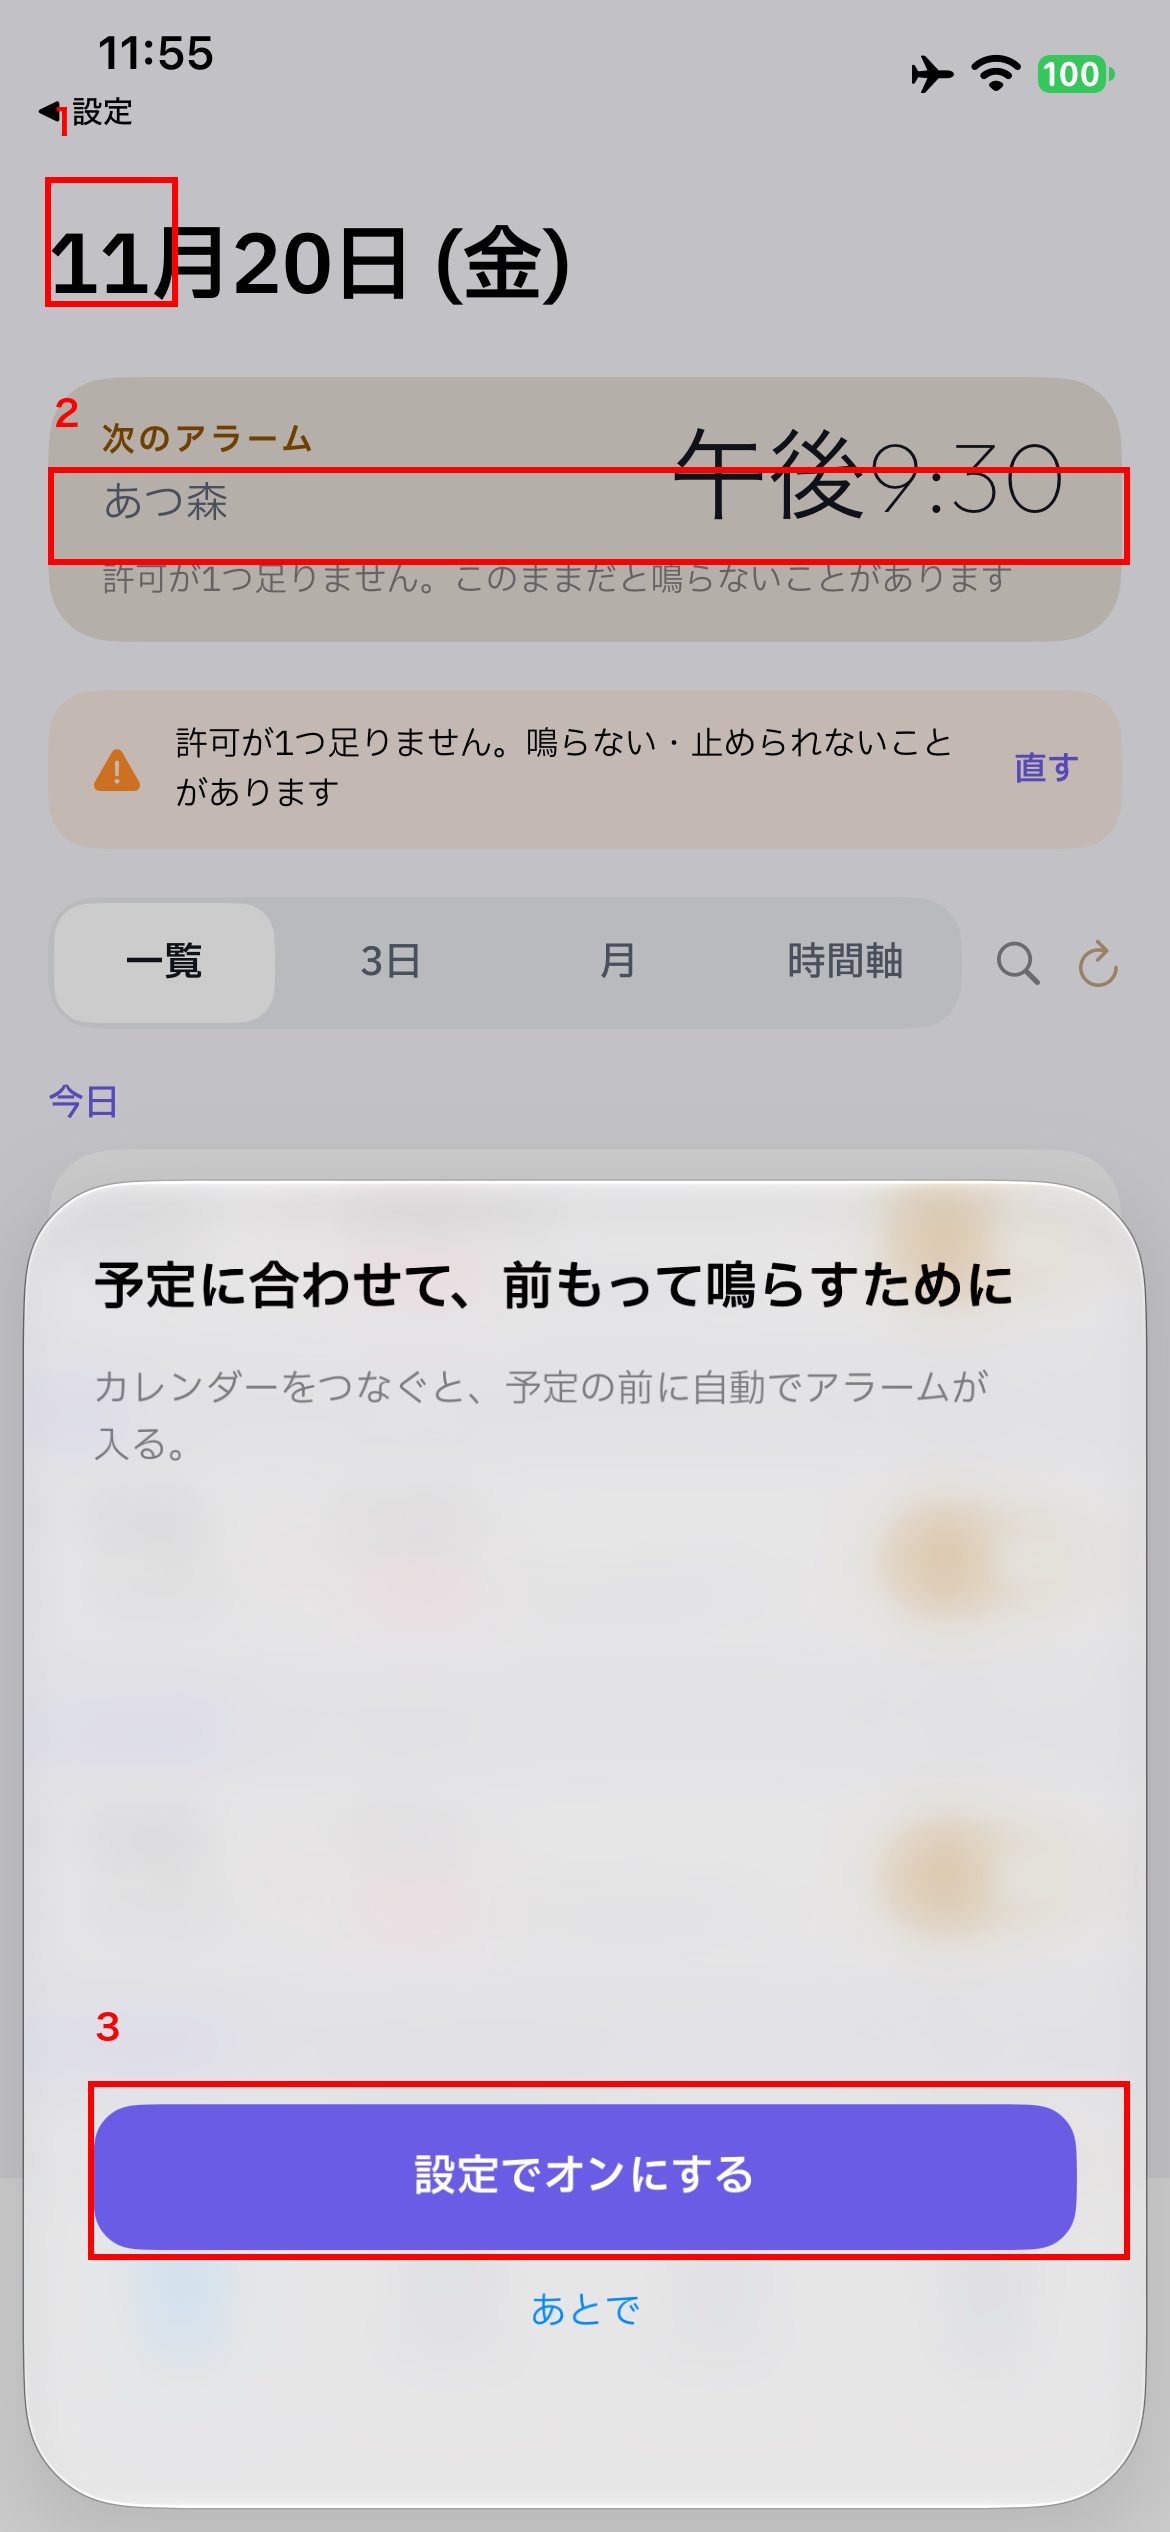 11:55
100
設定
1
11月20日 (金)
2
次のアラーム
午後9:30
あつ森
許可が1つ足りません。このままだと鳴らないことがあります
許可が1つ足りません。鳴らない・止められないこと
があります
直す
一覧 3日 月 時間軸
今日
予定に合わせて、前もって鳴らすために
カレンダーをつなぐと、予定の前に自動でアラームが
入る。
3
設定でオンにする
あとで